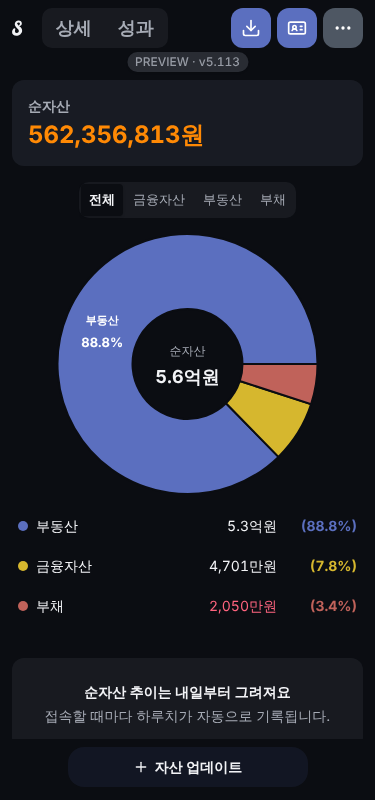 상세 성과
PREVIEW · v5.113
순자산
562,356,813원
전체 금융자산 부동산 부채
부동산
88.8%
순자산
5.6억원
부동산 5.3억원 (88.8%)
금융자산 4,701만원 (7.8%)
부채 2,050만원 (3.4%)
순자산 추이는 내일부터 그려져요
접속할 때마다 하루치가 자동으로 기록됩니다.
+ 자산 업데이트